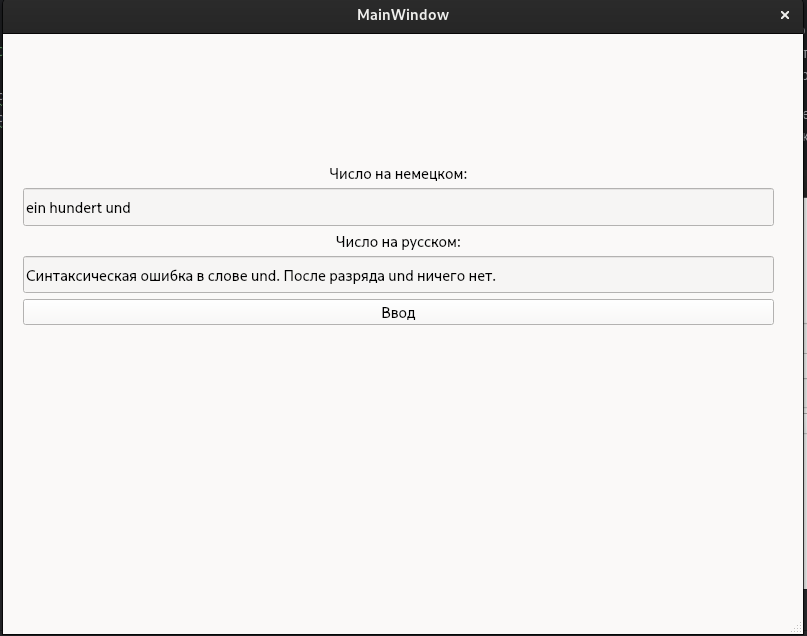 MainWindow
Число на немецком:
ein hundert und
Число на русском:
Синтаксическая ошибка в слове und. После разряда und ничего нет.
Ввод